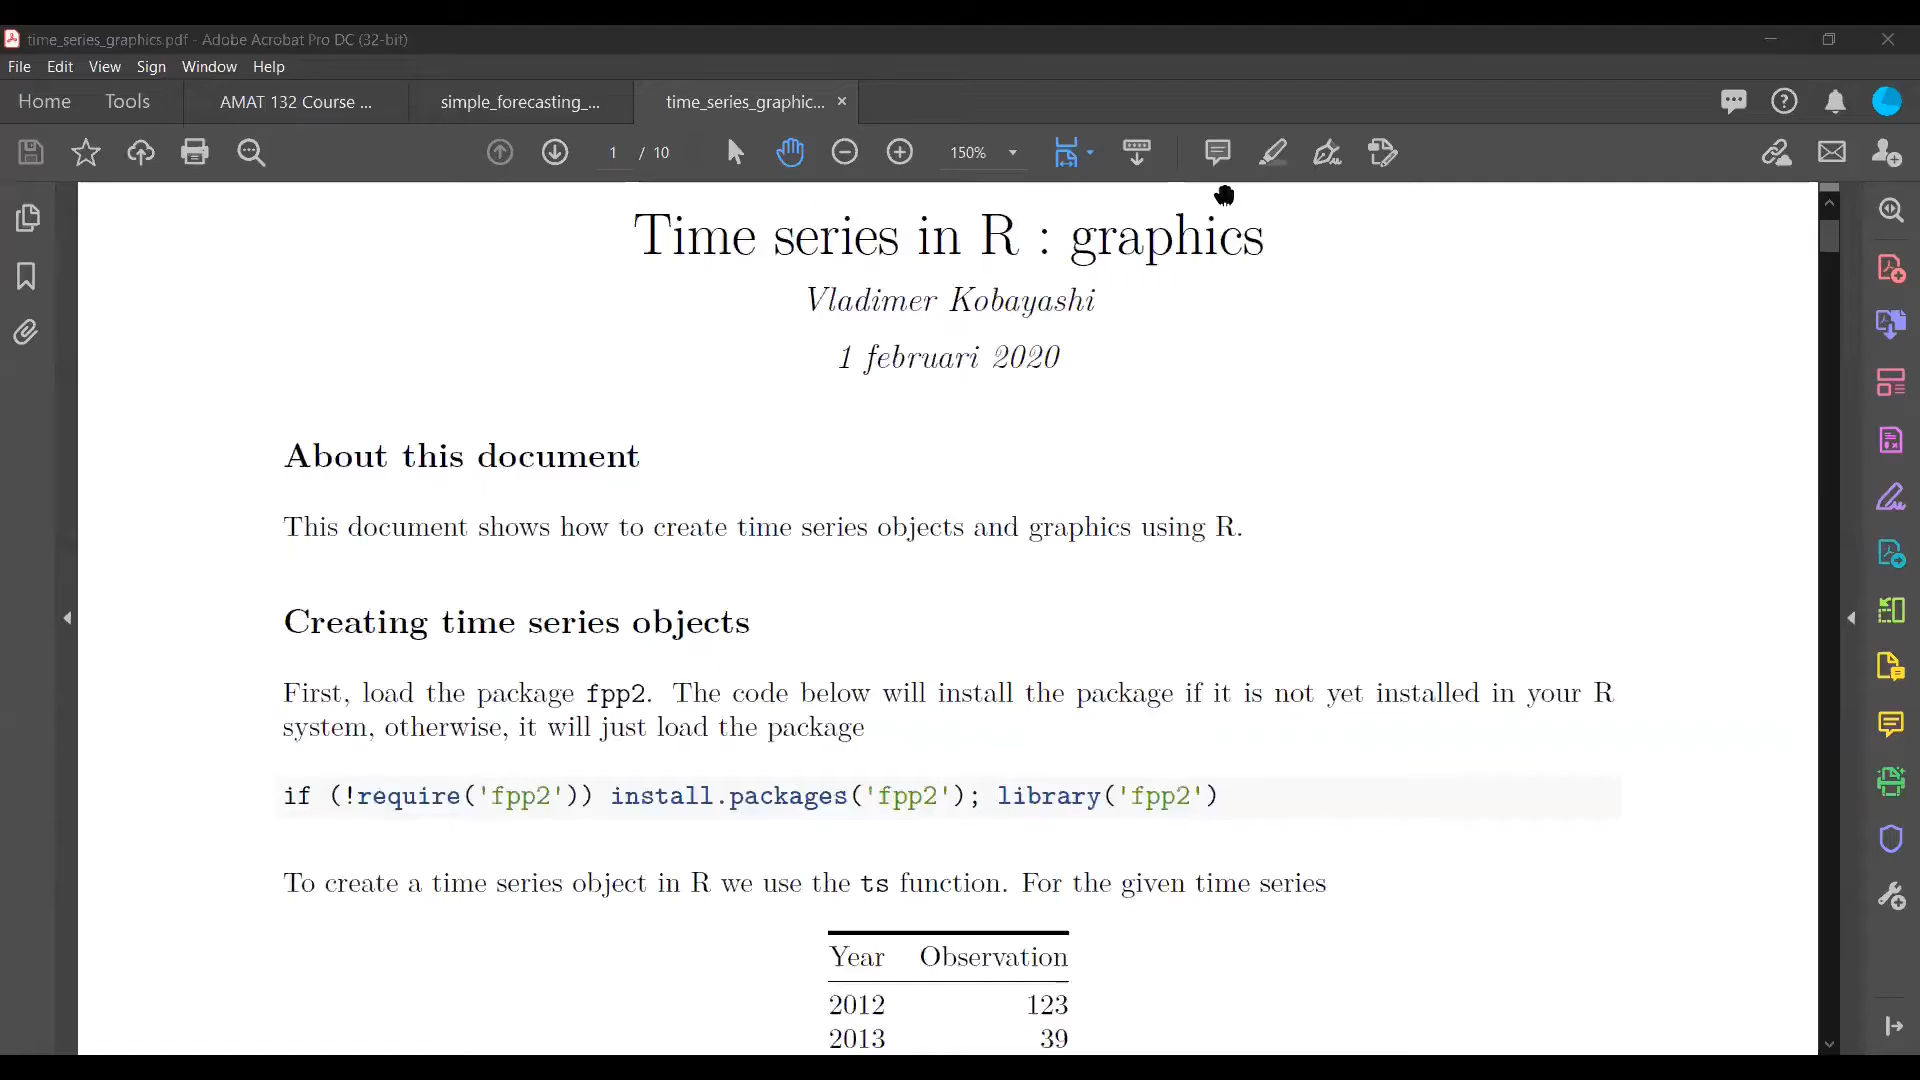 time_series_graphics.pdf - Adobe Acrobat Pro DC (32-bit)
File Edit View Sign Window Help
Home Tools AMAT 132 Course ... simple_forecasting_... time_series_graphic... ×
1 / 10 150%
Time series in R : graphics
Vladimer Kobayashi
1 februari 2020
About this document
This document shows how to create time series objects and graphics using R.
Creating time series objects
First, load the package fpp2. The code below will install the package if it is not yet installed in your R
system, otherwise, it will just load the package
if (!require('fpp2')) install.packages('fpp2'); library('fpp2')
To create a time series object in R we use the ts function. For the given time series
Year Observation
2012 123
2013 39